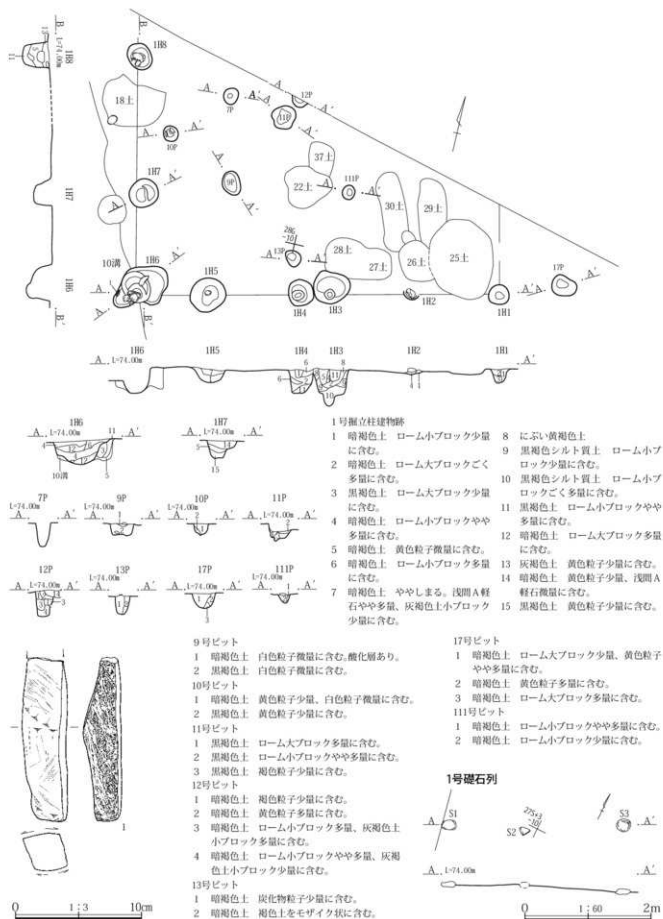 B
L=74.00m
B'
1H8
1H7
1H6
B
1H8
A
A'
18土
A
A'
7P
A
A'
12P
11P
A
A'
10P
37土
1H7
A
A'
9P
A
22土
A
A'
111P
A'
30土
29土
10溝
1H6
A'
286
-10
A
13P
A'
28土
27土
26土
25土
17P
A
A'
A
B'
1H5
1H4
1H3
1H2
1H1
A'
A
A'
A
L=74.00m
1H6
1H5
1H4
1H3
1H2
1H1
A'
1H6
A
L=74.00m
A'
10溝
1H7
A
L=74.00m
A'
15
7P
A
L=74.00m
A'
9P
A
L=74.00m
A'
10P
A
L=74.00m
A'
11P
A
L=74.00m
A'
12P
A
L=74.00m
A'
13P
A
L=74.00m
A'
17P
A
L=74.00m
A'
111P
A
L=74.00m
A'
1号掘立柱建物跡
1 暗褐色土 ローム小ブロック少量
に含む。
2 暗褐色土 ローム大ブロックごく
多量に含む。
3 黒褐色土 ローム大ブロック少量
に含む。
4 暗褐色土 ローム小ブロックやや
多量に含む。
5 暗褐色土 黄色粒子微量に含む。
6 暗褐色土 ローム小ブロック多量
に含む。
7 暗褐色土 ややしまる。浅間A軽
石やや多量、灰褐色土小ブロック
少量に含む。
8 にぶい黄褐色土
9 黒褐色シルト質土 ローム小ブ
ロック少量に含む。
10 黒褐色シルト質土 ローム小ブ
ロックごく多量に含む。
11 黒褐色土 ローム小ブロックやや
多量に含む。
12 暗褐色土 ローム大ブロック多量
に含む。
13 灰褐色土 黄色粒子少量に含む。
14 暗褐色土 黄色粒子少量、浅間A
軽石微量に含む。
15 黒褐色土 黄色粒子少量に含む。
9号ピット
1 暗褐色土 白色粒子微量に含む。酸化層あり。
2 黒褐色土 白色粒子微量に含む。
10号ピット
1 暗褐色土 黄色粒子少量、白色粒子微量に含む。
2 黒褐色土 黄色粒子少量に含む。
11号ピット
1 黒褐色土 ローム大ブロック多量に含む。
2 黒褐色土 ローム小ブロックやや多量に含む。
3 黒褐色土 褐色粒子少量に含む。
12号ピット
1 暗褐色土 褐色粒子少量に含む。
2 暗褐色土 黄色粒子多量に含む。
3 暗褐色土 ローム小ブロック多量、灰褐色土
小ブロック多量に含む。
4 暗褐色土 ローム小ブロックやや多量、灰褐
色土小ブロック少量に含む。
13号ピット
1 暗褐色土 炭化物粒子少量に含む。
2 暗褐色土 褐色土をモザイク状に含む。
17号ピット
1 暗褐色土 ローム大ブロック少量、黄色粒子
やや多量に含む。
2 暗褐色土 黄色粒子多量に含む。
3 暗褐色土 ローム大ブロック多量に含む。
111号ピット
1 暗褐色土 ローム小ブロックやや多量に含む。
2 暗褐色土 ローム小ブロック少量に含む。
1号礎石列
A
S1
S2
275+3
-10
S3
A'
A
L=74.00m
A'
1
0
1:3
10cm
0
1:60
2m